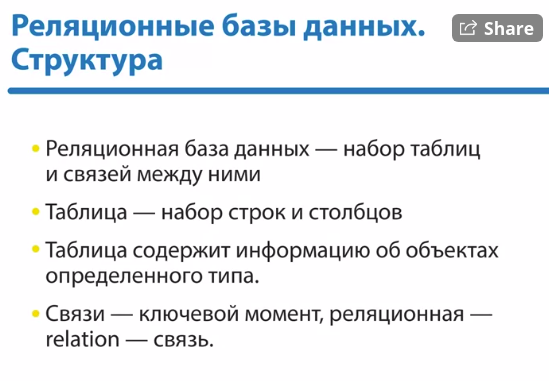 Реляционные базы данных.
Share
Структура
Реляционная база данных — набор таблиц
и связей между ними
Таблица — набор строк и столбцов
Таблица содержит информацию об объектах
определенного типа.
Связи — ключевой момент, реляционная —
relation — связь.